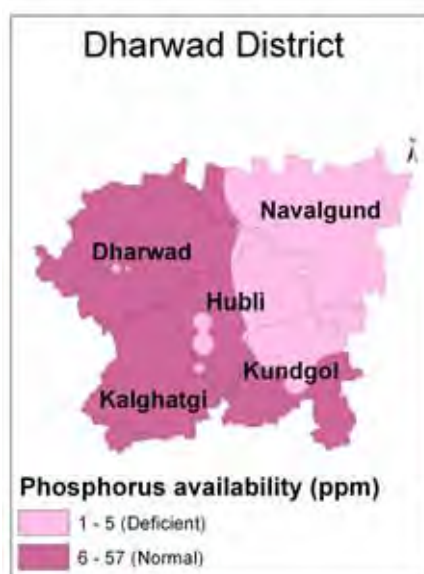 Dharwad District
Navalgund
Dharwad
Hubli
Kundgol
Kalghatgi
Phosphorus availability (ppm)
1 - 5 (Deficient)
6 - 57 (Normal)